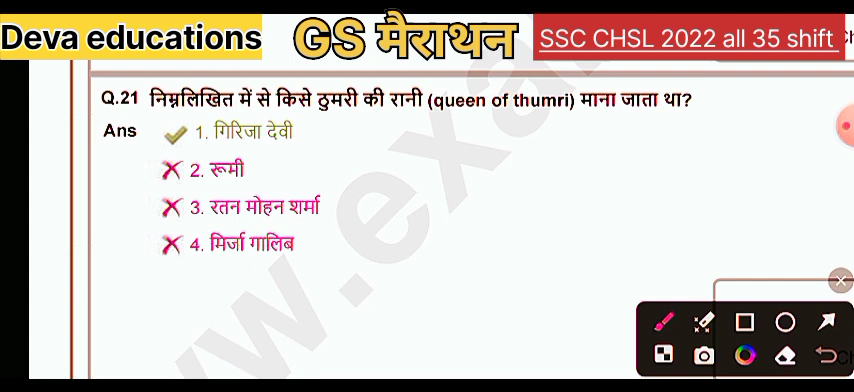 Deva educations GS मैराथन SSC CHSL 2022 all 35 shift
Q.21 निम्नलिखित में से किसे ठुमरी की रानी (queen of thumri) माना जाता था?
Ans 1. गिरिजा देवी
2. रूमी
3. रतन मोहन शर्मा
4. मिर्जा गालिब